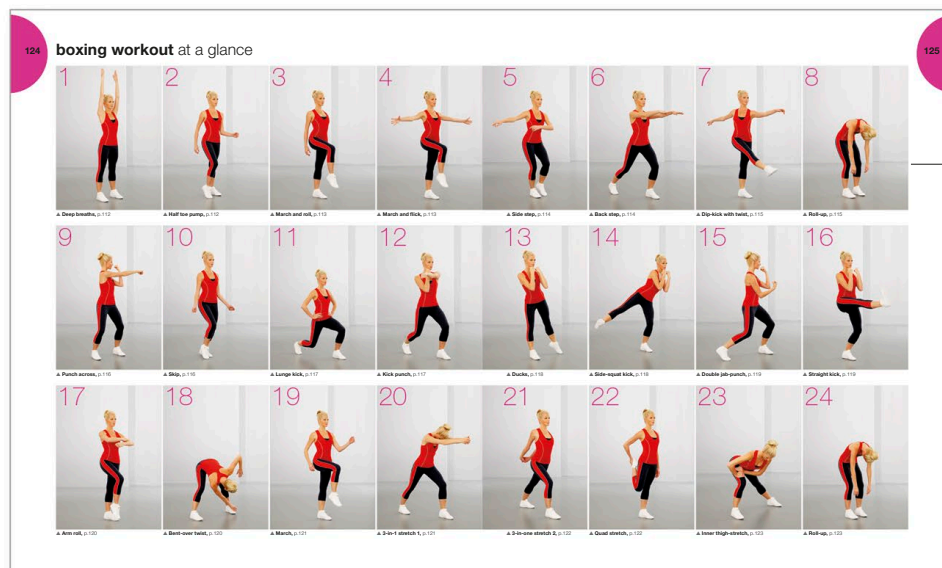 124
boxing workout at a glance
125
1 2 3 4 5 6 7 8
▲ Deep breaths, p.112 ▲ Half toe pump, p.112 ▲ March and roll, p.113 ▲ March and flick, p.113 ▲ Side step, p.114 ▲ Back step, p.114 ▲ Dip-kick with twist, p.115 ▲ Roll-up, p.115
9 10 11 12 13 14 15 16
▲ Punch across, p.116 ▲ Skip, p.116 ▲ Lunge kick, p.117 ▲ Kick punch, p.117 ▲ Ducks, p.118 ▲ Side-squat kick, p.118 ▲ Double jab-punch, p.119 ▲ Straight kick, p.119
17 18 19 20 21 22 23 24
▲ Arm roll, p.120 ▲ Bent-over twist, p.120 ▲ March, p.121 ▲ 3-in-1 stretch 1, p.121 ▲ 3-in-one stretch 2, p.122 ▲ Quad stretch, p.122 ▲ Inner thigh-stretch, p.123 ▲ Roll-up, p.123